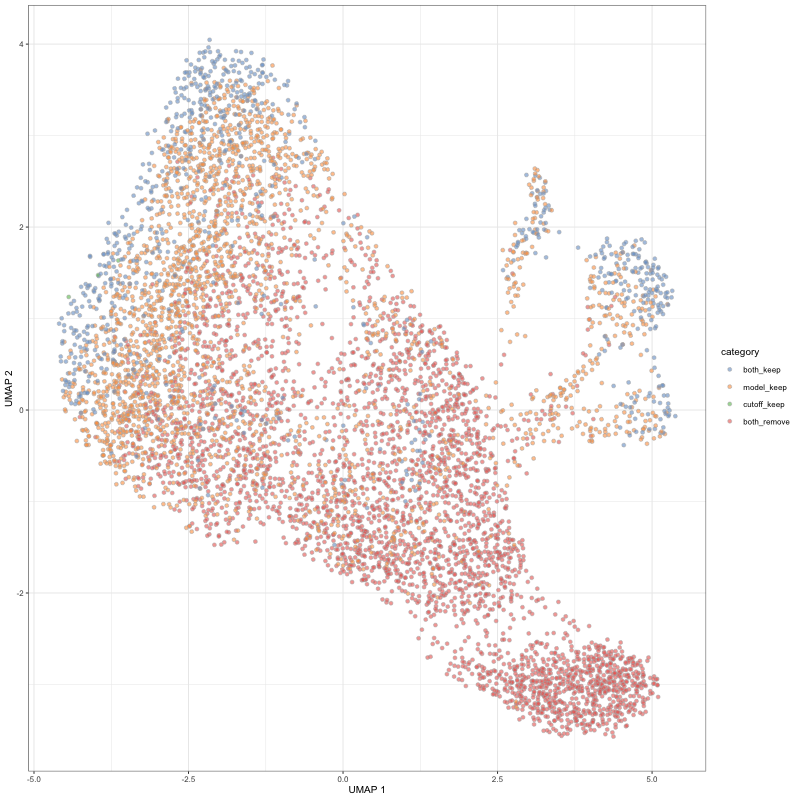 4
2
0
-2
UMAP 2
-5.0
-2.5
0.0
2.5
5.0
UMAP 1
category
both_keep
model_keep
cutoff_keep
both_remove